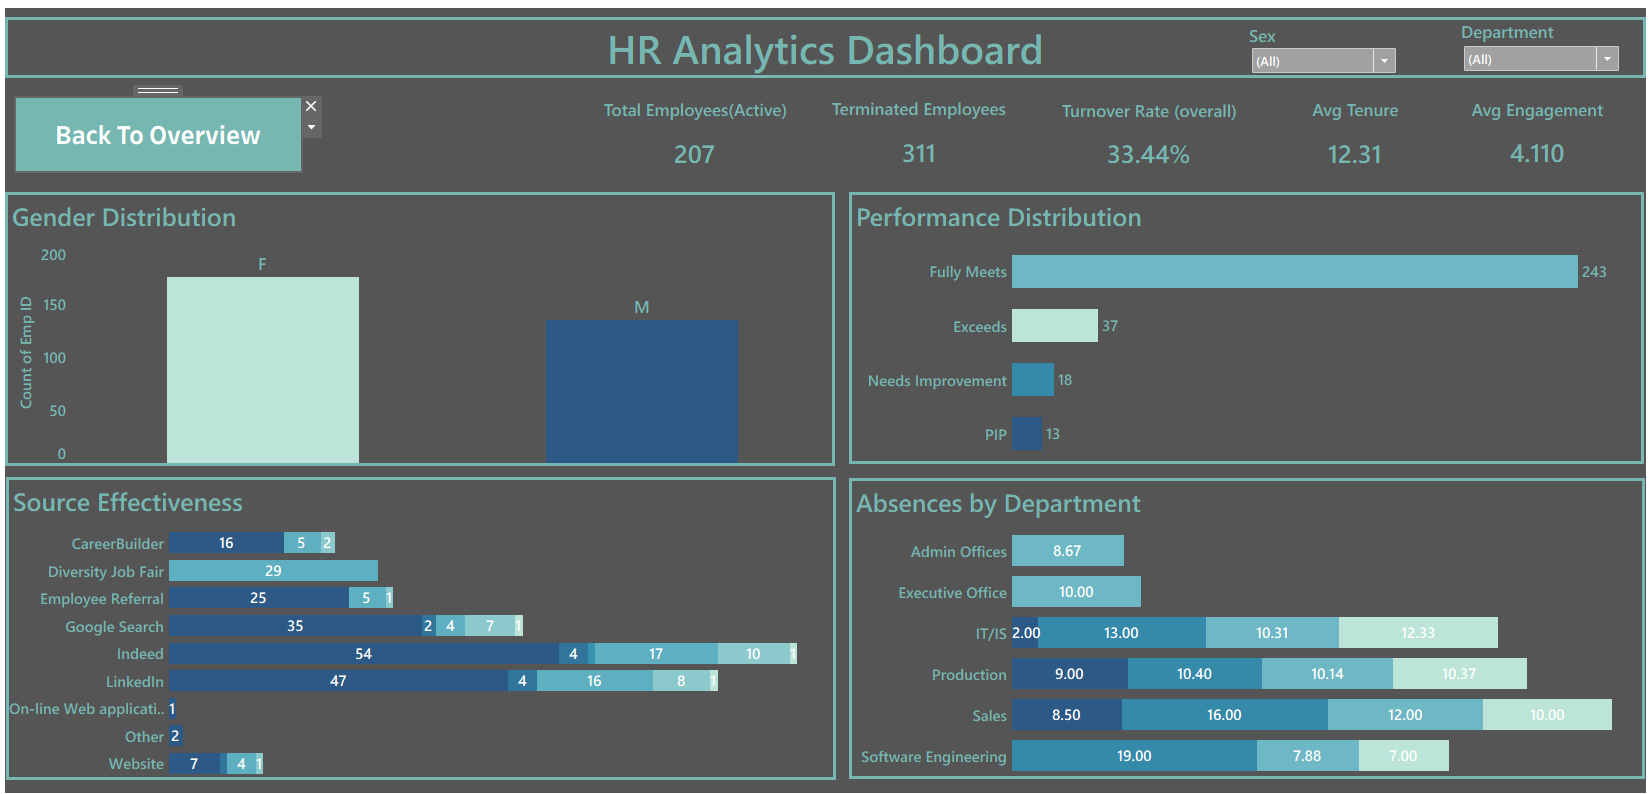 HR Analytics Dashboard
Sex
(All)
Department
(All)
Back To Overview
Total Employees(Active)
207
Terminated Employees
311
Turnover Rate (overall)
33.44%
Avg Tenure
12.31
Avg Engagement
4.110
Gender Distribution
Count of Emp ID
200
150
100
50
0
F
M
Performance Distribution
Fully Meets 243
Exceeds 37
Needs Improvement 18
PIP 13
Source Effectiveness
CareerBuilder 16 5 2
Diversity Job Fair 29
Employee Referral 25 5 1
Google Search 35 2 4 7 1
Indeed 54 4 17 10 1
LinkedIn 47 4 16 8 1
On-line Web applicati.. 1
Other 2
Website 7 4 1
Absences by Department
Admin Offices 8.67
Executive Office 10.00
IT/IS 2.00 13.00 10.31 12.33
Production 9.00 10.40 10.14 10.37
Sales 8.50 16.00 12.00 10.00
Software Engineering 19.00 7.88 7.00